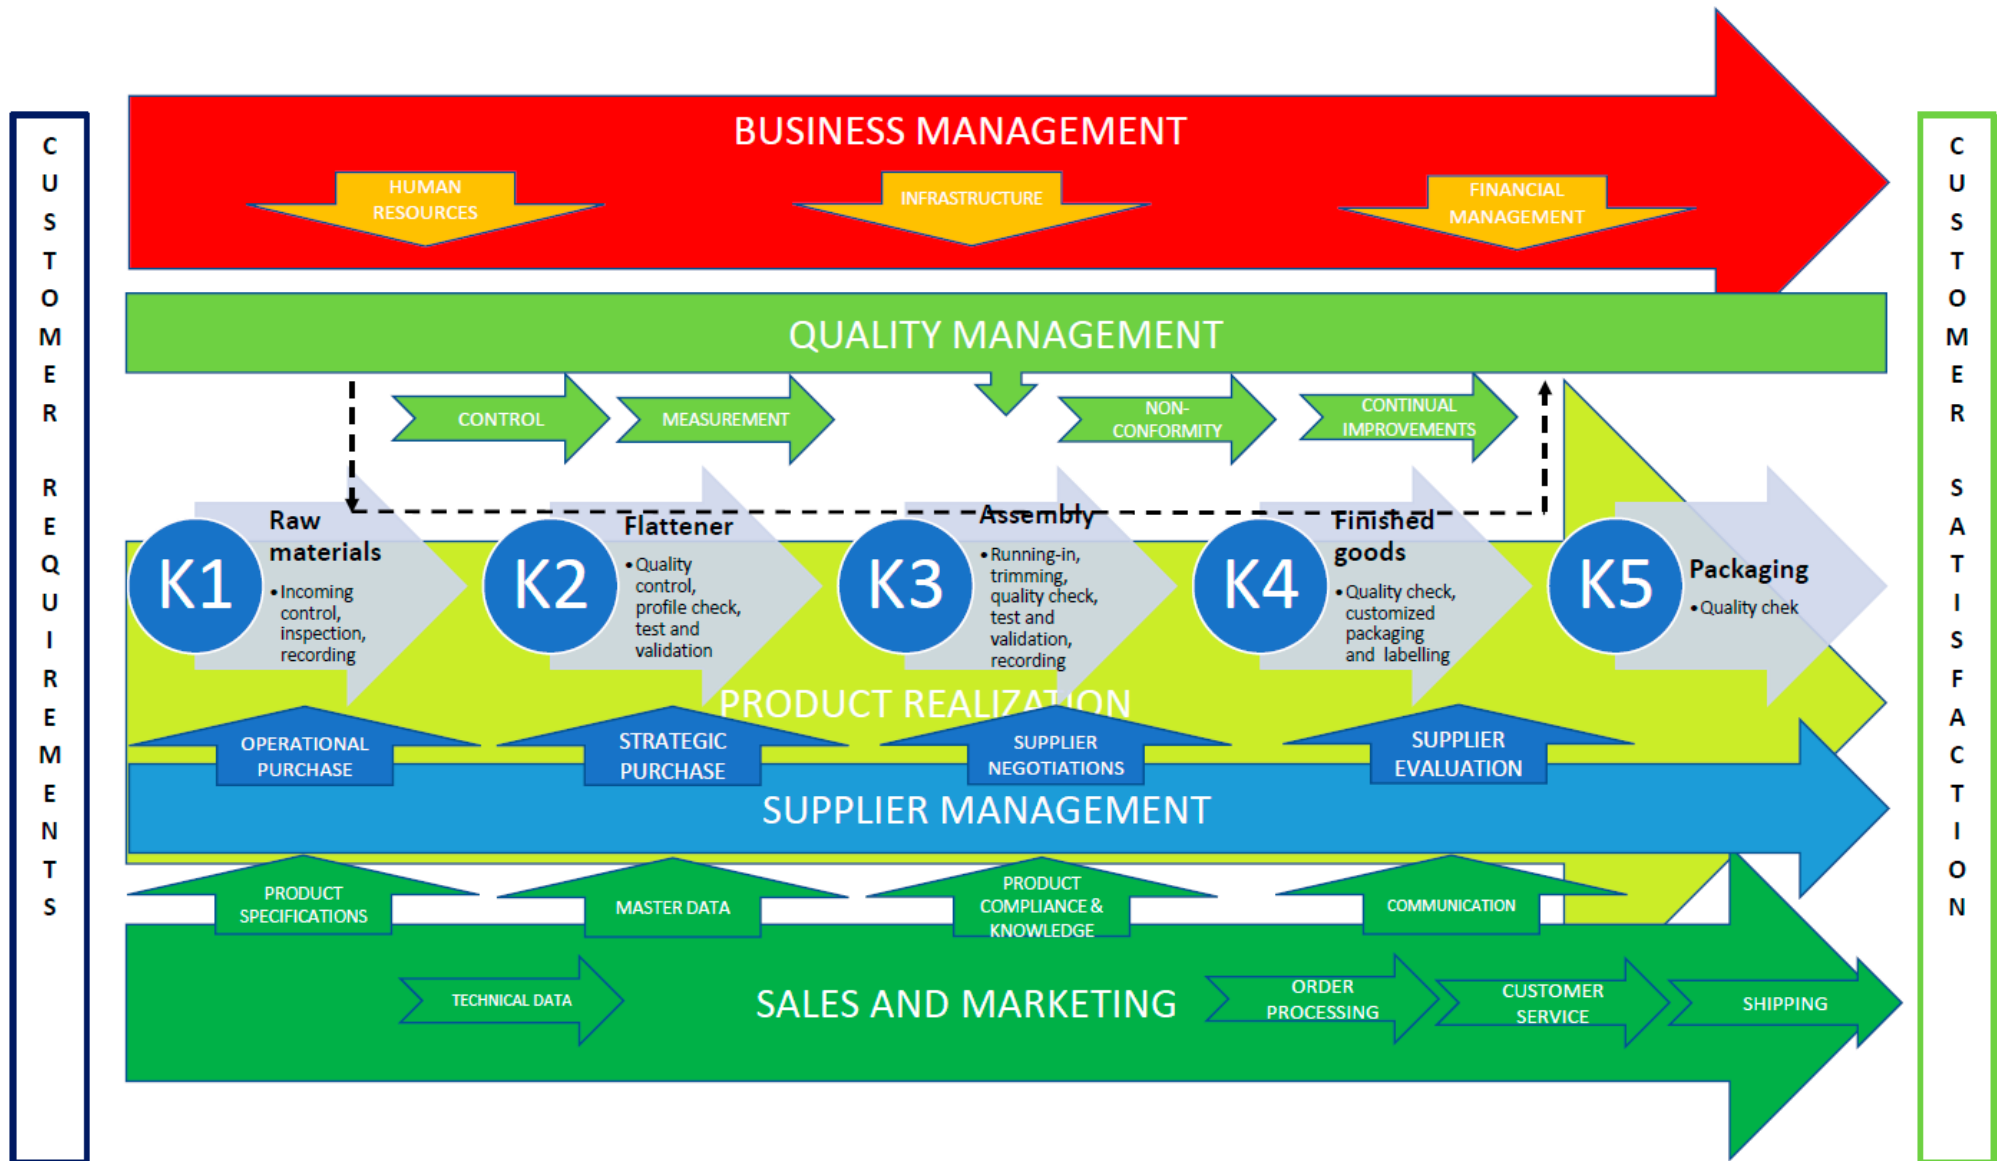 CUSTOMER REQUIREMENTS
BUSINESS MANAGEMENT
HUMAN
RESOURCES
INFRASTRUCTURE
FINANCIAL
MANAGEMENT
QUALITY MANAGEMENT
CONTROL
MEASUREMENT
NON-
CONFORMITY
CONTINUAL
IMPROVEMENTS
K1
Raw
materials
•Incoming
control,
inspection,
recording
K2
Flattener
•Quality
control,
profile check,
test and
validation
K3
Assembly
•Running-in,
trimming,
quality check,
test and
validation,
recording
K4
Finished
goods
•Quality check,
customized
packaging
and labelling
K5
Packaging
•Quality chek
PRODUCT REALIZATION
OPERATIONAL
PURCHASE
STRATEGIC
PURCHASE
SUPPLIER
NEGOTIATIONS
SUPPLIER
EVALUATION
SUPPLIER MANAGEMENT
PRODUCT
SPECIFICATIONS
MASTER DATA
PRODUCT
COMPLIANCE &
KNOWLEDGE
COMMUNICATION
TECHNICAL DATA
SALES AND MARKETING
ORDER
PROCESSING
CUSTOMER
SERVICE
SHIPPING
CUSTOMER SATISFACTION